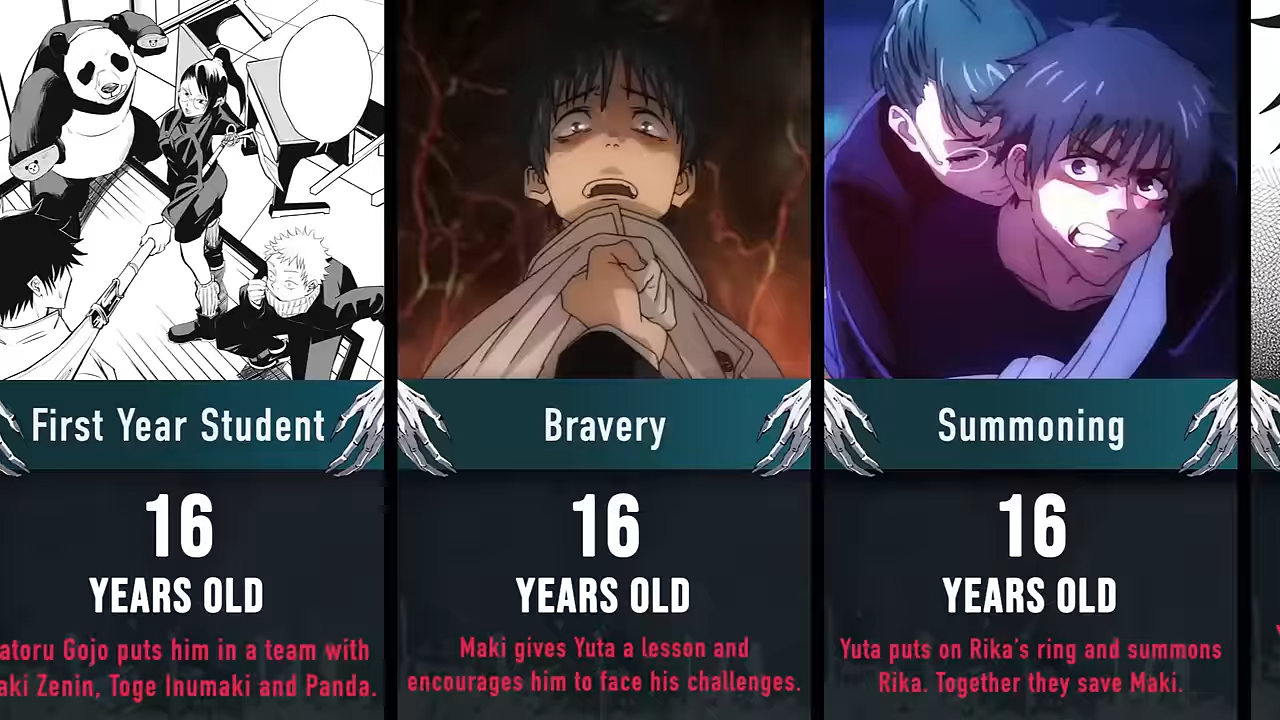 First Year Student
16
YEARS OLD
atoru Gojo puts him in a team with
aki Zenin, Toge Inumaki and Panda.
Bravery
16
YEARS OLD
Maki gives Yuta a lesson and
encourages him to face his challenges.
Summoning
16
YEARS OLD
Yuta puts on Rika's ring and summons
Rika. Together they save Maki.